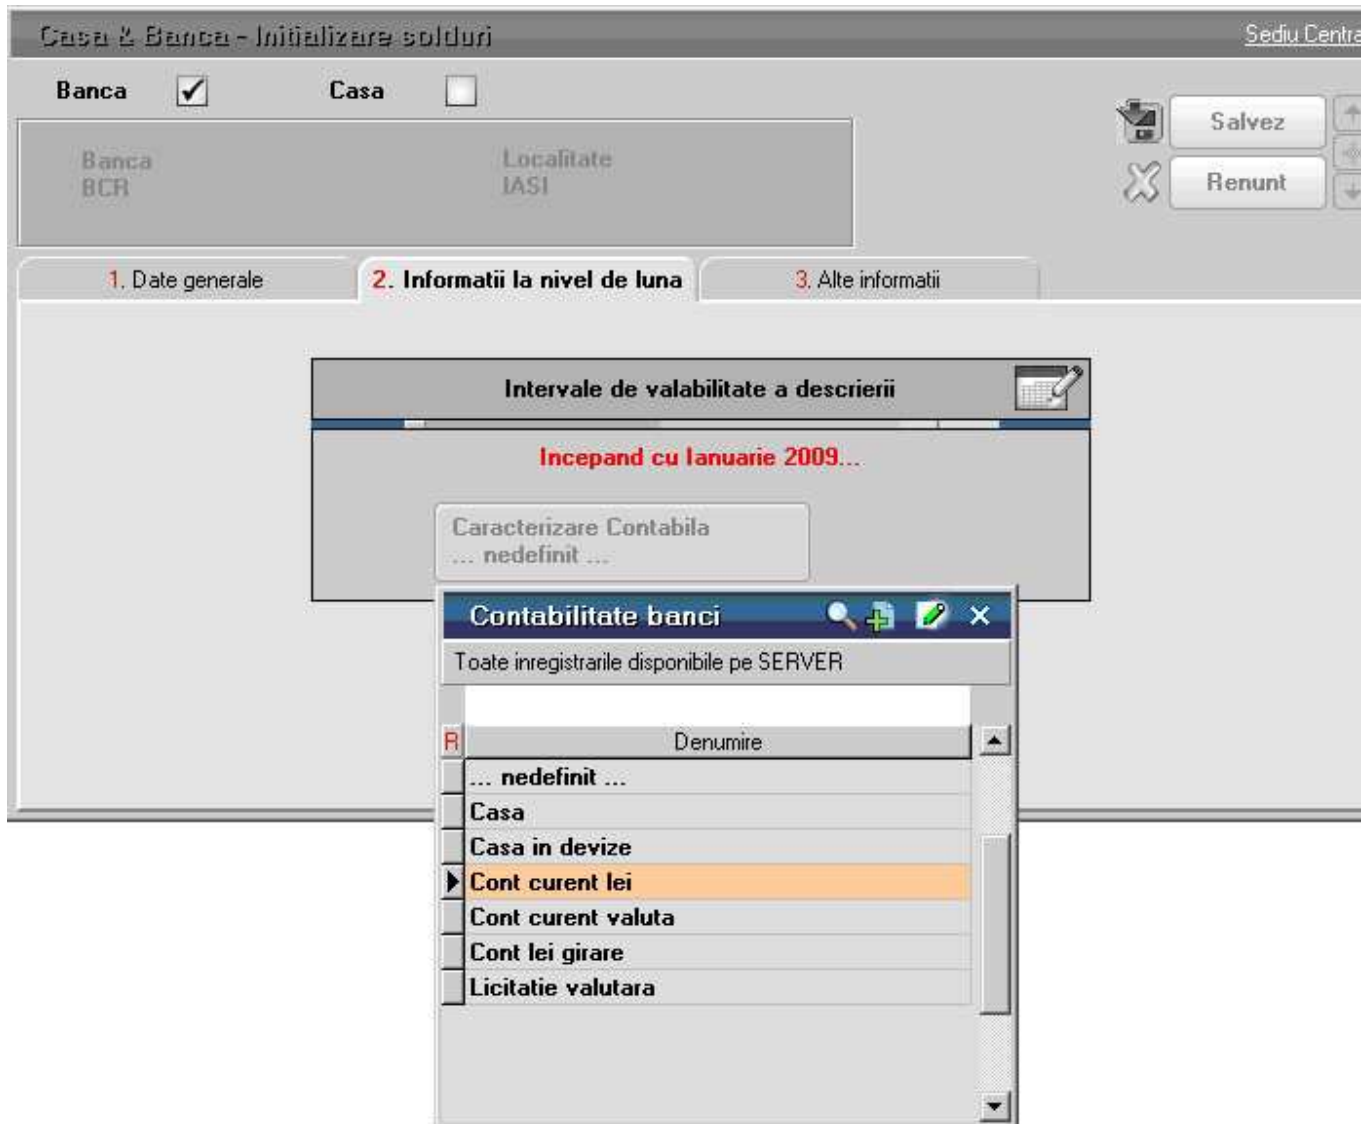 Casa & Banca - Initializare solduri
Sediu Centra
Banca
Casa
Salvez
Banca
BCR
Localitate
IASI
Renunt
1. Date generale
2. Informatii la nivel de luna
3. Alte informatii
Intervale de valabilitate a descrierii
Incepand cu Ianuarie 2009...
Caracterizare Contabila
... nedefinit ...
Contabilitate banci
Toate inregistrarile disponibile pe SERVER
R Denumire
... nedefinit ...
Casa
Casa in devize
Cont curent lei
Cont curent valuta
Cont lei girare
Licitatie valutara